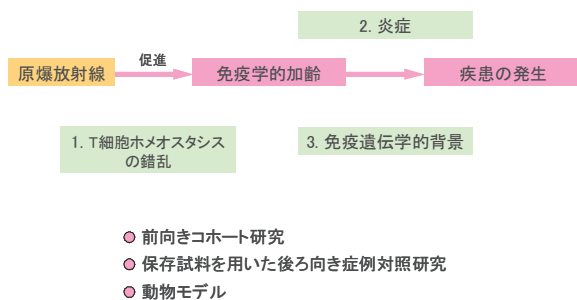 2. 炎症
促進
原爆放射線
免疫学的加齢
疾患の発生
1. T細胞ホメオスタシス
の錯乱
3. 免疫遺伝学的背景
前向きコホート研究
保存試料を用いた後ろ向き症例対照研究
動物モデル